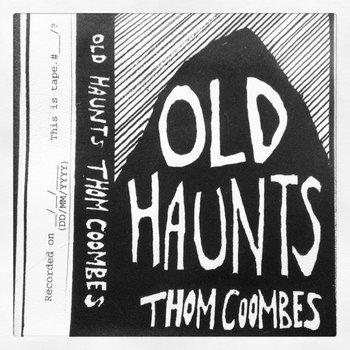 Recorded on __/__/____ This is tape #__/?
(DD/MM/YYYY)
OLD HAUNTS THOM COOMBES
OLD
HAUNTS
THOM COOMBES